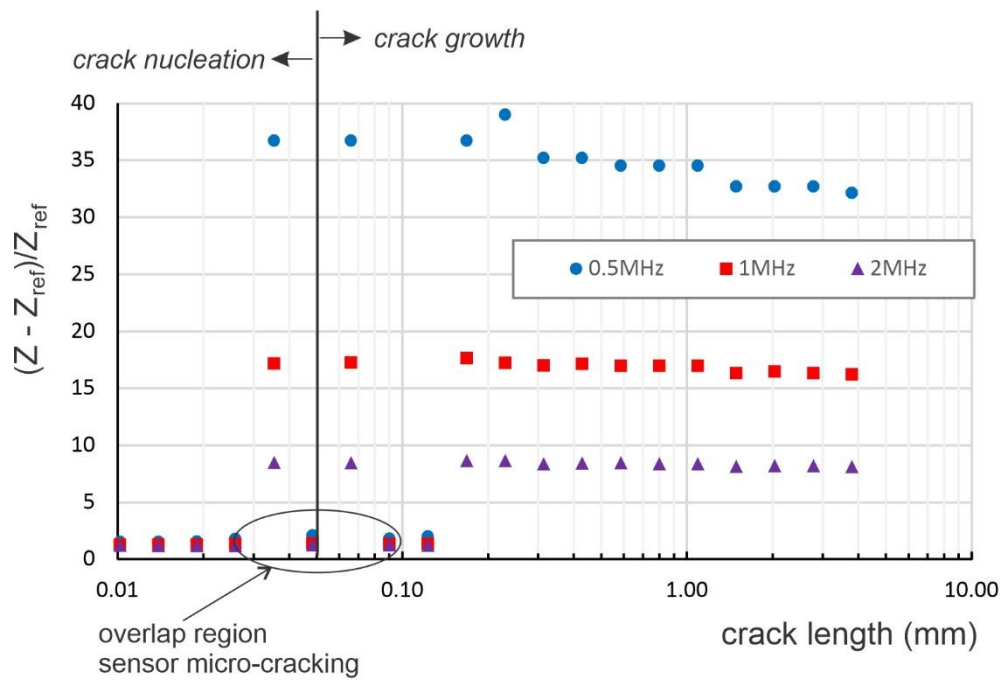 crack growth
crack nucleation
40
35
30
25
20
15
10
5
0
(Z - Zref)/Zref
0.5MHz 1MHz 2MHz
0.01 0.10 1.00 10.00
crack length (mm)
overlap region
sensor micro-cracking